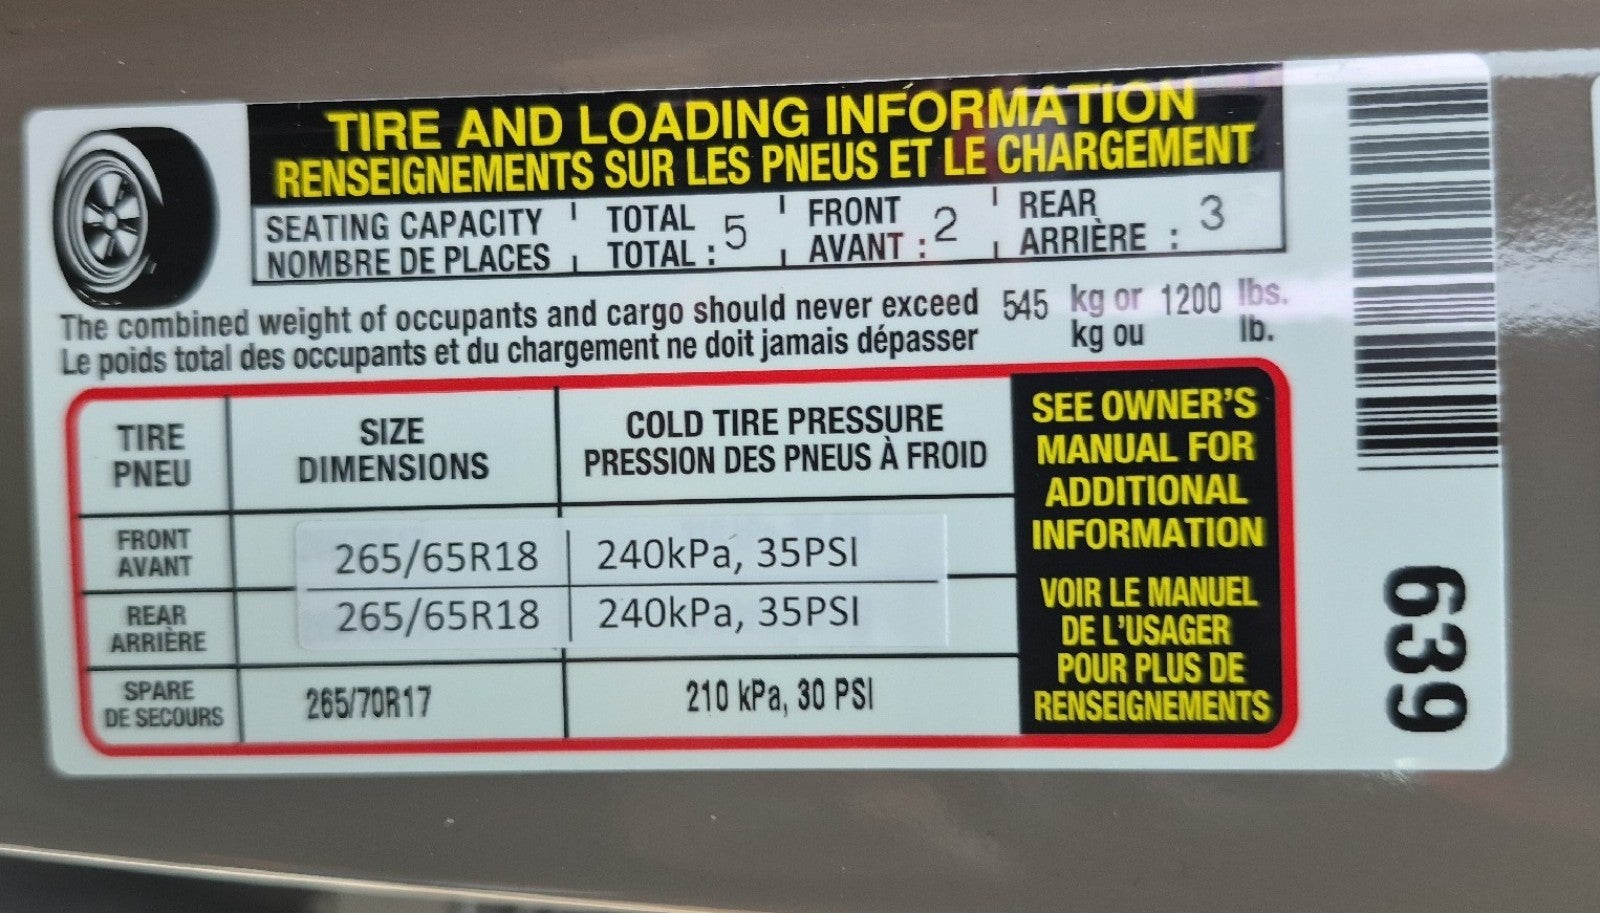 TIRE AND LOADING INFORMATION
RENSEIGNEMENTS SUR LES PNEUS ET LE CHARGEMENT
SEATING CAPACITY TOTAL FRONT REAR
NOMBRE DE PLACES TOTAL : 5 AVANT : 2 ARRIÈRE : 3
The combined weight of occupants and cargo should never exceed 545 kg or 1200 lbs.
Le poids total des occupants et du chargement ne doit jamais dépasser kg ou lb.
TIRE
PNEU
SIZE
DIMENSIONS
COLD TIRE PRESSURE
PRESSION DES PNEUS À FROID
FRONT
AVANT
265/65R18 240kPa, 35PSI
REAR
ARRIÈRE
265/65R18 240kPa, 35PSI
SPARE
DE SECOURS
265/70R17 210 kPa, 30 PSI
SEE OWNER'S
MANUAL FOR
ADDITIONAL
INFORMATION
VOIR LE MANUEL
DE L'USAGER
POUR PLUS DE
RENSEIGNEMENTS
639